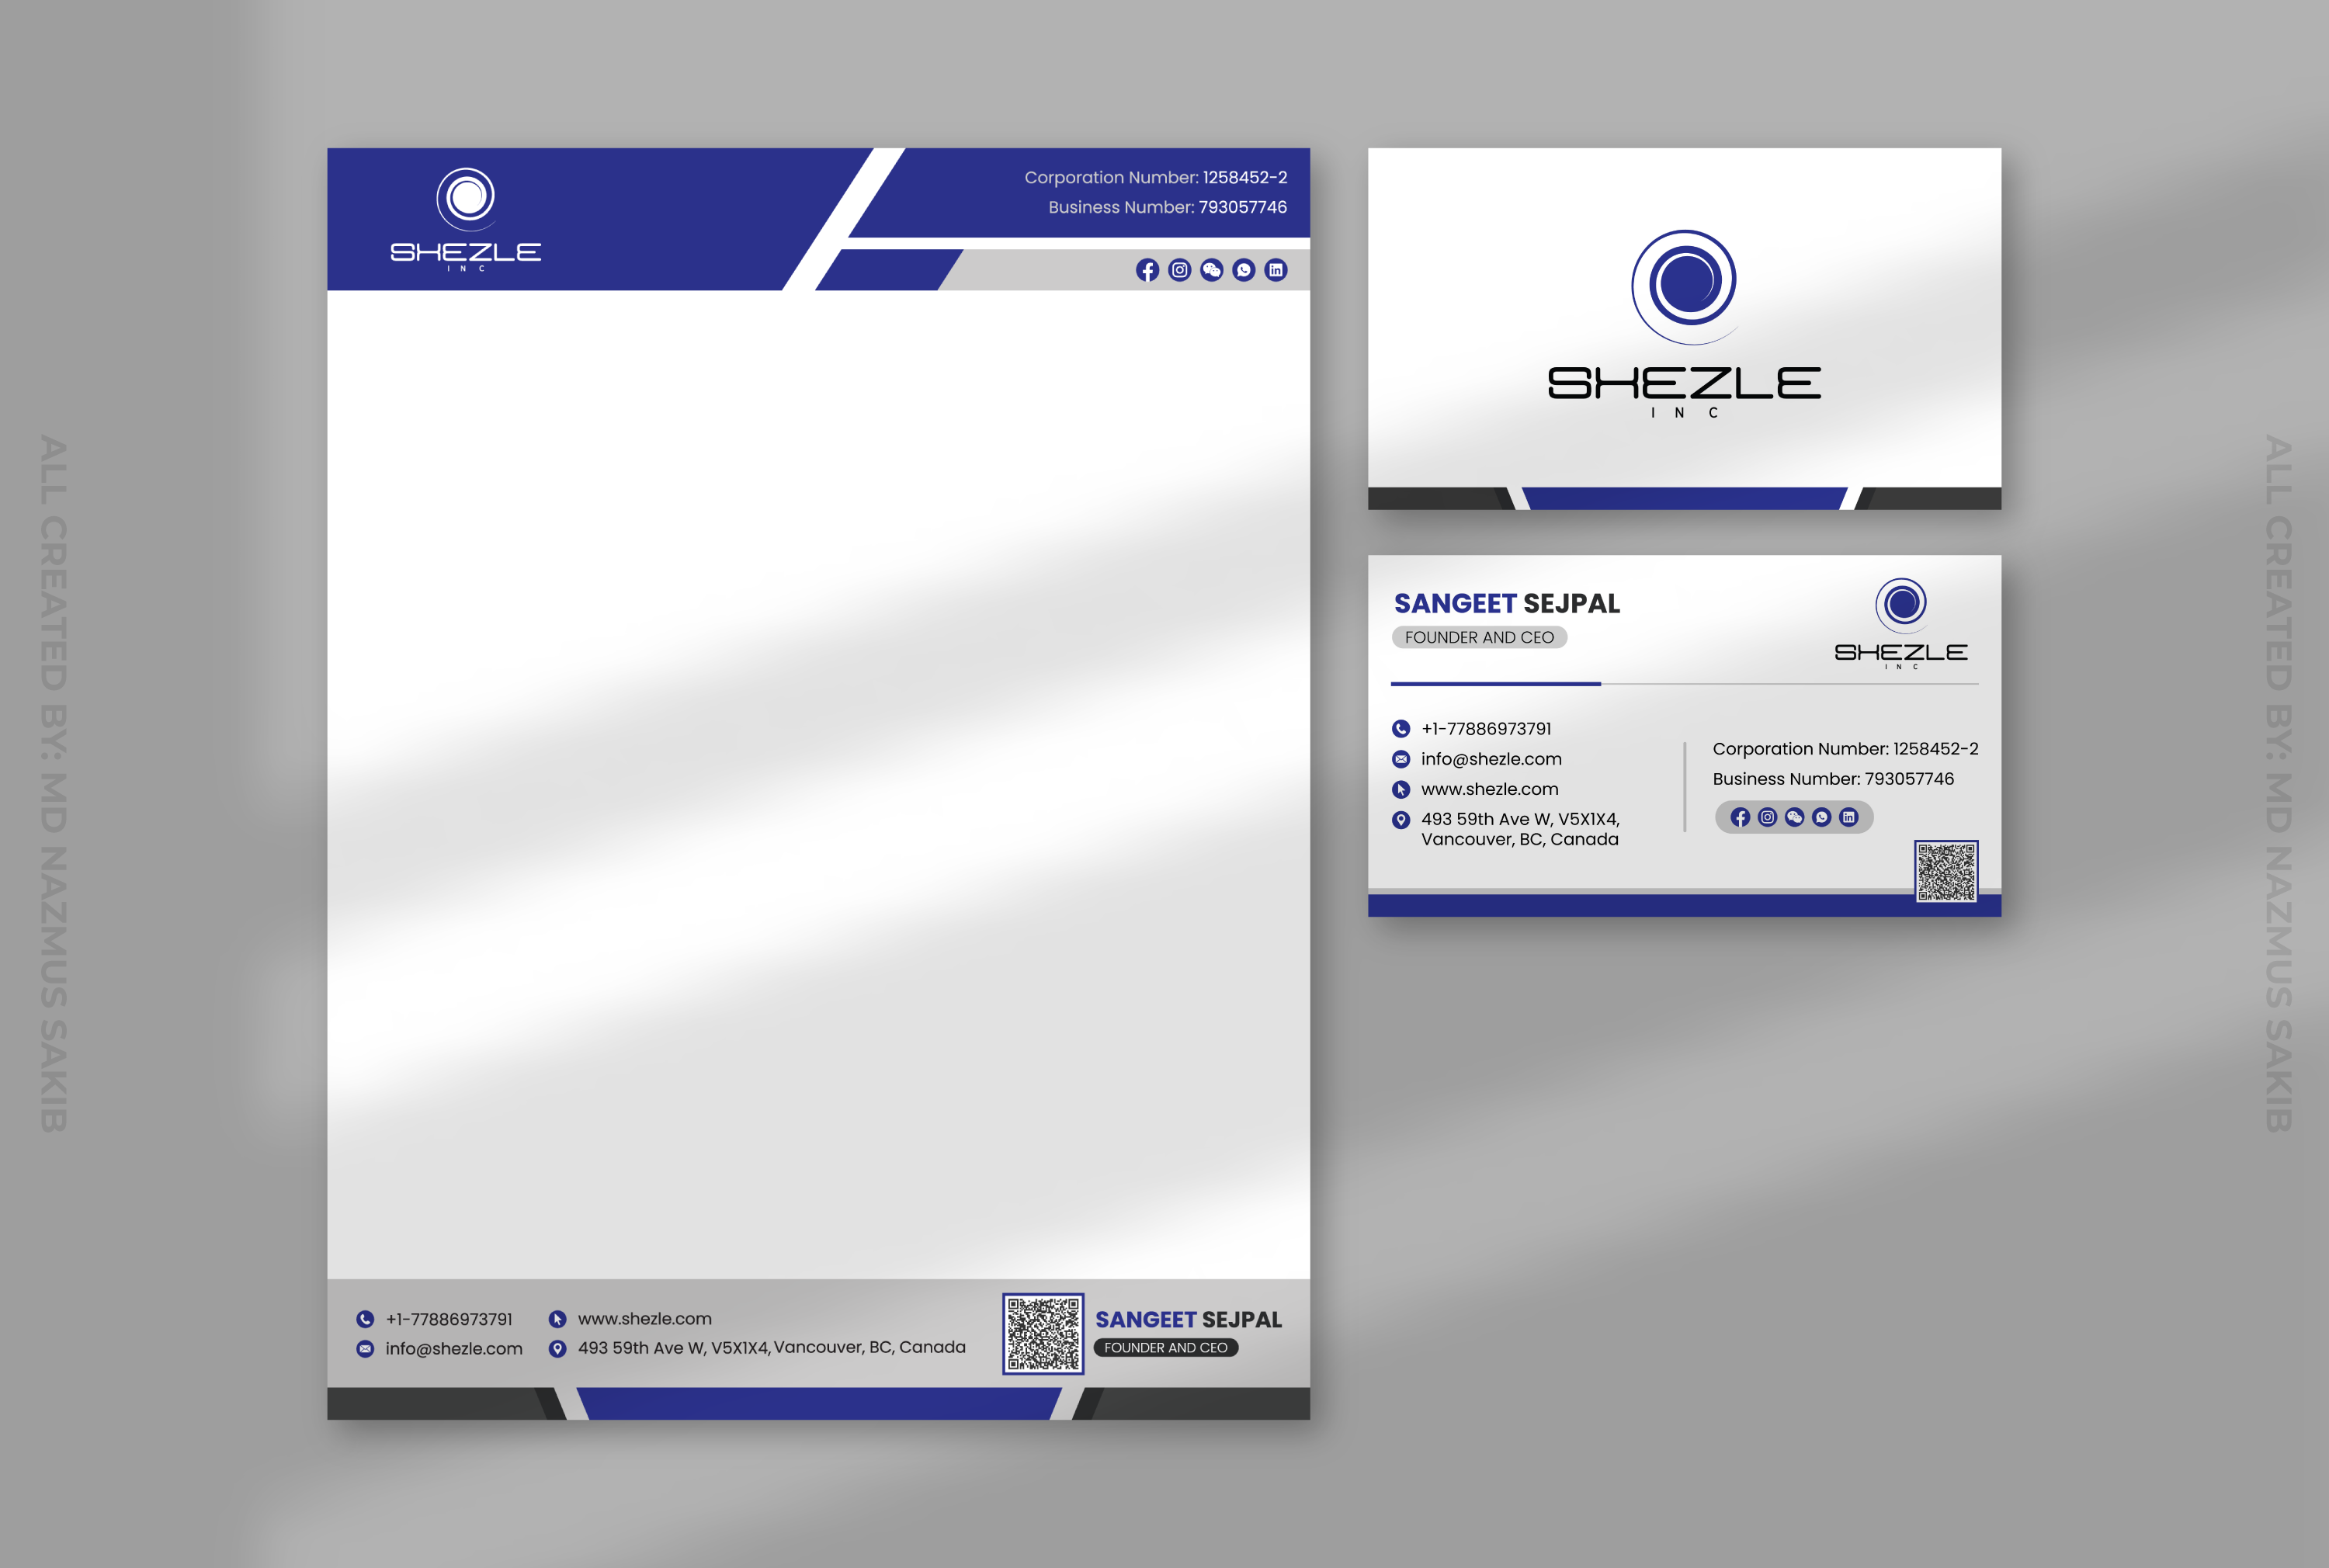 ALL CREATED BY: MD NAZMUS SAKIB
SHEZLE
INC
Corporation Number: 1258452-2
Business Number: 793057746
+1-77886973791
info@shezle.com
www.shezle.com
493 59th Ave W, V5X1X4, Vancouver, BC, Canada
SANGEET SEJPAL
FOUNDER AND CEO
SHEZLE
INC
SANGEET SEJPAL
FOUNDER AND CEO
SHEZLE
INC
+1-77886973791
info@shezle.com
www.shezle.com
493 59th Ave W, V5X1X4,
Vancouver, BC, Canada
Corporation Number: 1258452-2
Business Number: 793057746
ALL CREATED BY: MD NAZMUS SAKIB